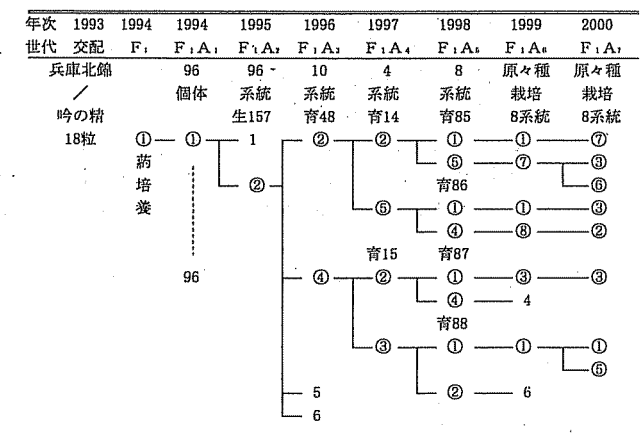 年次 1993 1994 1994 1995 1996 1997 1998 1999 2000
世代 交配 F₁ F₁A₁ F₁A₂ F₁A₃ F₁A₄ F₁A₅ F₁A₆ F₁A₇
兵庫北錦 96 96 10 4 8 原々種 原々種
／ 個体 系統 系統 系統 系統 栽培 栽培
吟の精 生157 育48 育14 育85 8系統 8系統
18粒 ① ① 1 ② ② ① ① ⑦
葯 ⑤ ⑦ ③
培 ② 育86 ⑥
養 ⑤ ① ① ③
④ ⑧ ②
育15 育87
96 ④ ② ① ③ ③
④ 4
育88
③ ① ① ①
⑤
5 ② 6
6